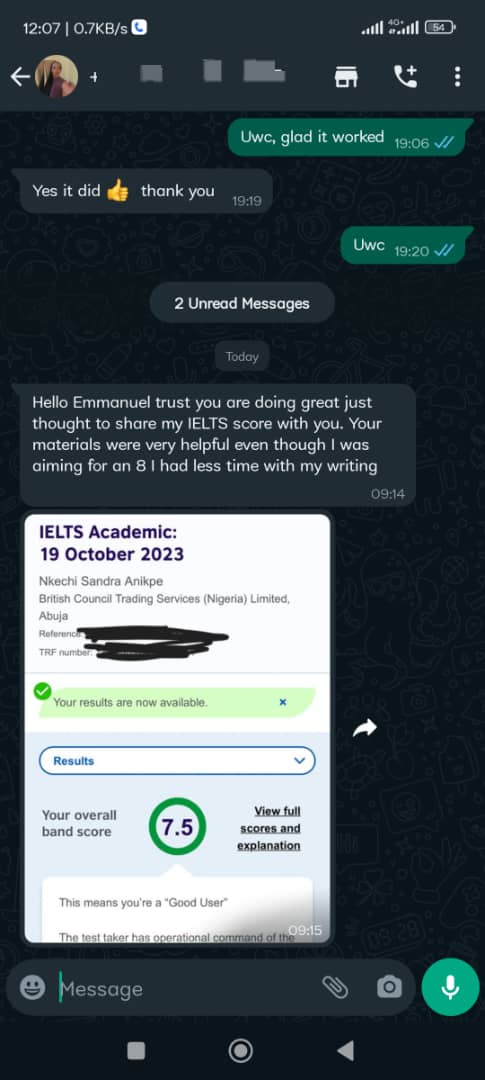 12:07 | 0.7KB/s
4G+
54
+
Uwc, glad it worked
19:06
Yes it did 👍 thank you
19:19
Uwc
19:20
2 Unread Messages
Today
Hello Emmanuel trust you are doing great just
thought to share my IELTS score with you. Your
materials were very helpful even though I was
aiming for an 8 I had less time with my writing
09:14
IELTS Academic:
19 October 2023
Nkechi Sandra Anikpe
British Council Trading Services (Nigeria) Limited,
Abuja
Reference
TRF number:
Your results are now available.
x
Results
Your overall
band score
7.5
View full
scores and
explanation
This means you're a "Good User"
The test taker has operational command of the
09:15
Message